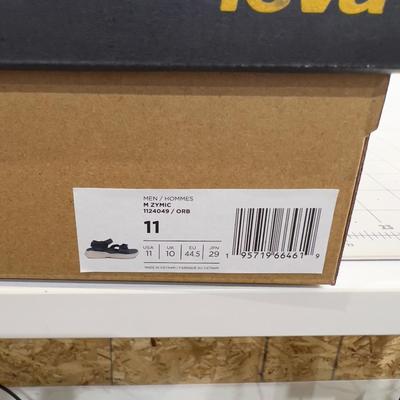 Teva
MEN / HOMMES
M ZYMIC
1124049 / ORB
11
USA UK EU JPN
11 10 44.5 29
MADE IN VIETNAM / FABRIQUÉ AU VIETNAM
1 95719 66461 9